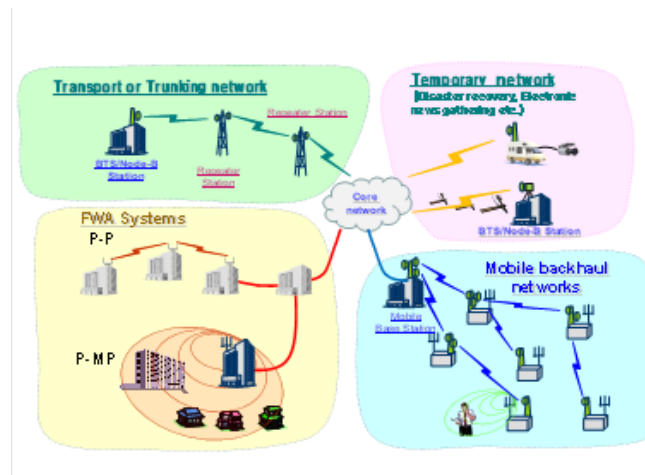 Transport or Trunking network
Repeater Station
BTS/Node-B
Station
Repeater
Station
Temporary network
(Disaster recovery, Electronic
news gathering etc.)
BTS/Node-B Station
Core
network
FWA Systems
P-P
P-MP
Mobile backhaul
networks
Mobile
Base Station